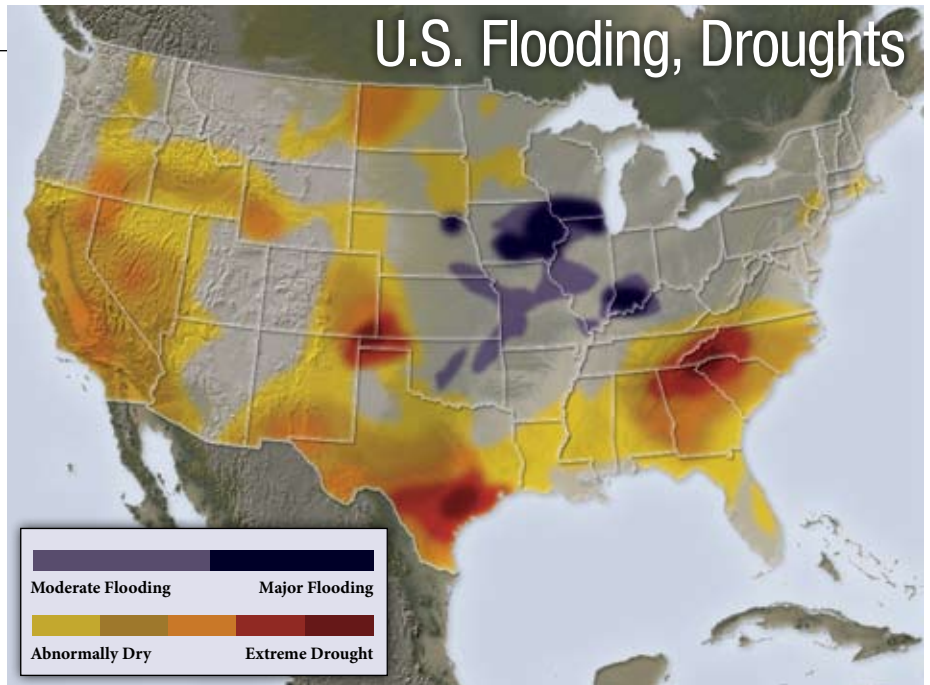 U.S. Flooding, Droughts
Moderate Flooding Major Flooding
Abnormally Dry Extreme Drought